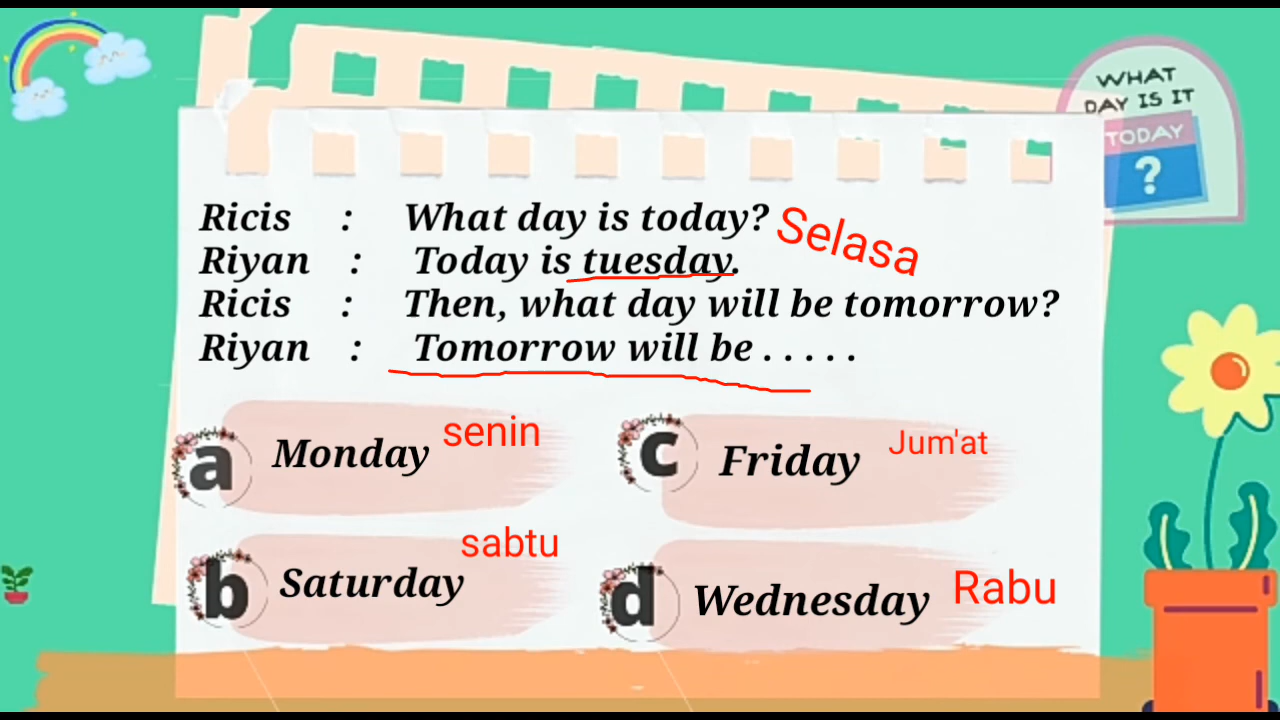 WHAT
DAY IS IT
TODAY
?
Ricis : What day is today? Selasa
Riyan : Today is tuesday.
Ricis : Then, what day will be tomorrow?
Riyan : Tomorrow will be . . . . .
a Monday senin
c Friday Jum'at
b Saturday sabtu
d Wednesday Rabu